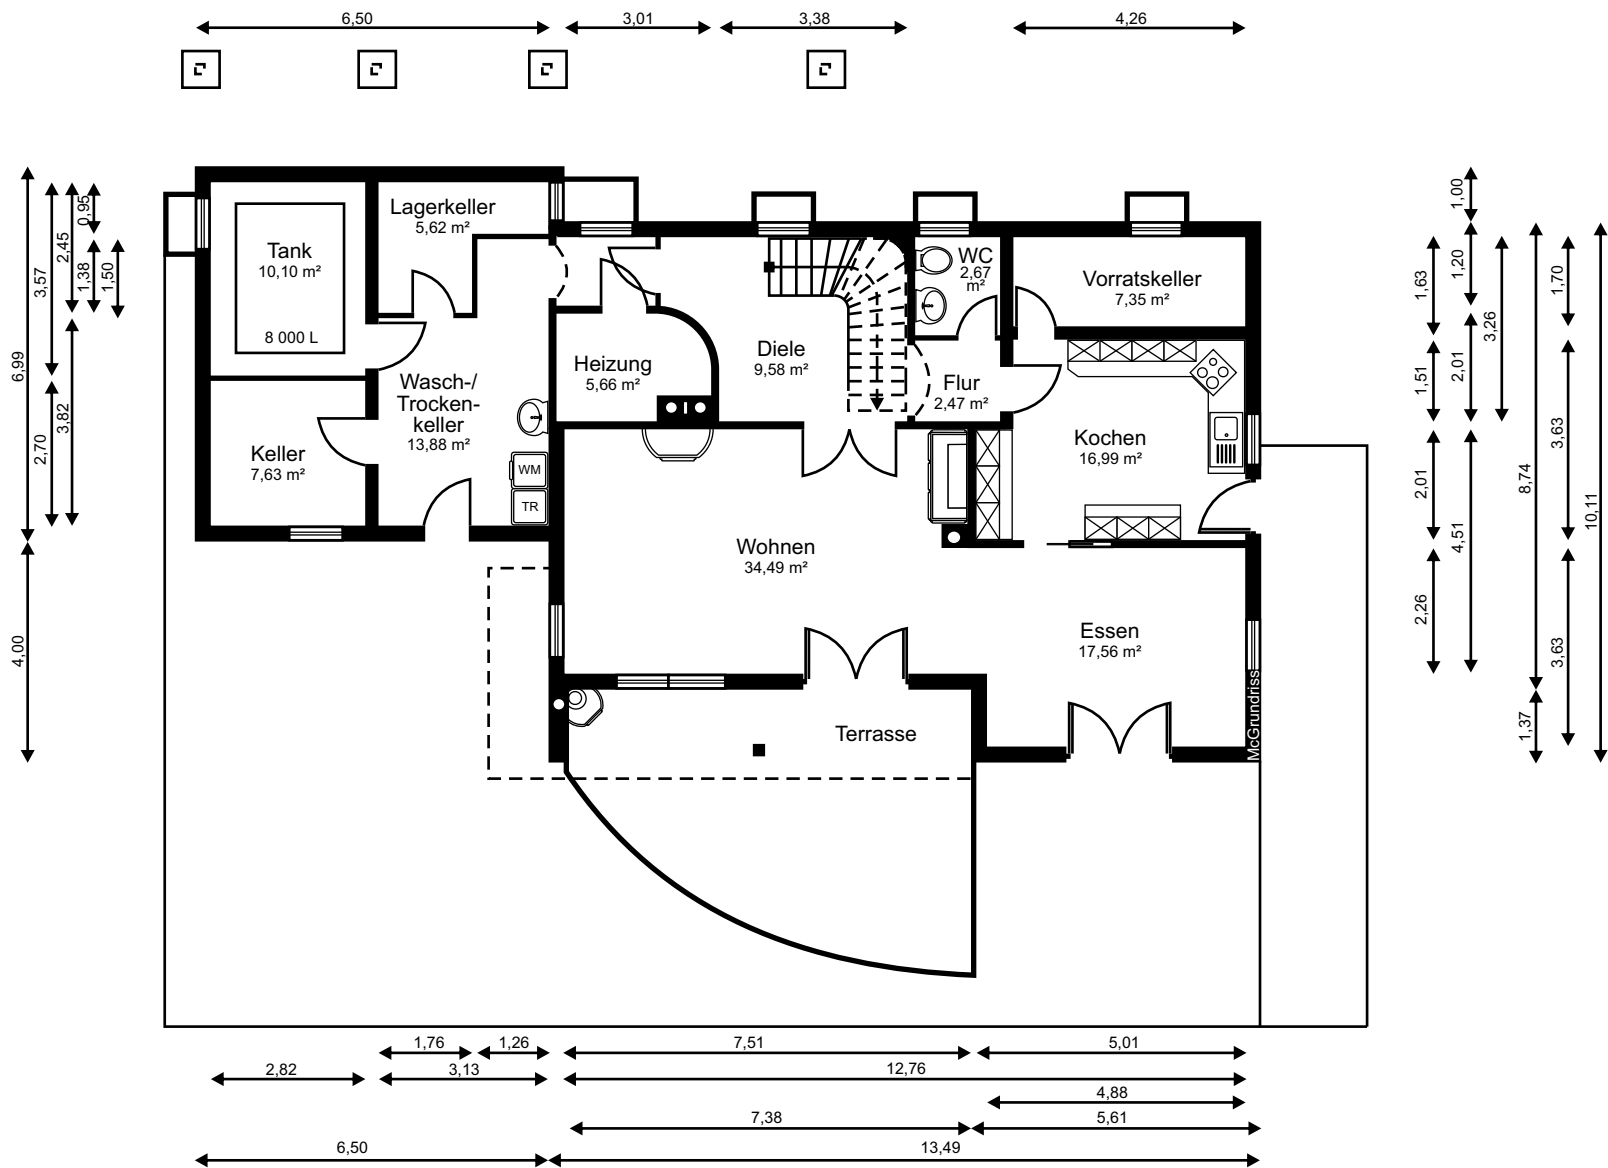 6,50
3,01
3,38
4,26
Lagerkeller
5,62 m²
Tank
10,10 m²
8 000 L
WC
2,67
m²
Vorratskeller
7,35 m²
Heizung
5,66 m²
Diele
9,58 m²
Flur
2,47 m²
Wasch-/
Trocken-
keller
13,88 m²
Keller
7,63 m²
WM
TR
Kochen
16,99 m²
Wohnen
34,49 m²
Essen
17,56 m²
Terrasse
McGrundriss
6,99
4,00
3,57
2,70
2,45
3,82
0,95
1,38
1,50
1,63
1,51
2,01
2,26
1,00
1,20
2,01
4,51
3,26
8,74
1,37
1,70
3,63
3,63
10,11
1,76
1,26
7,51
5,01
2,82
3,13
12,76
4,88
7,38
5,61
6,50
13,49